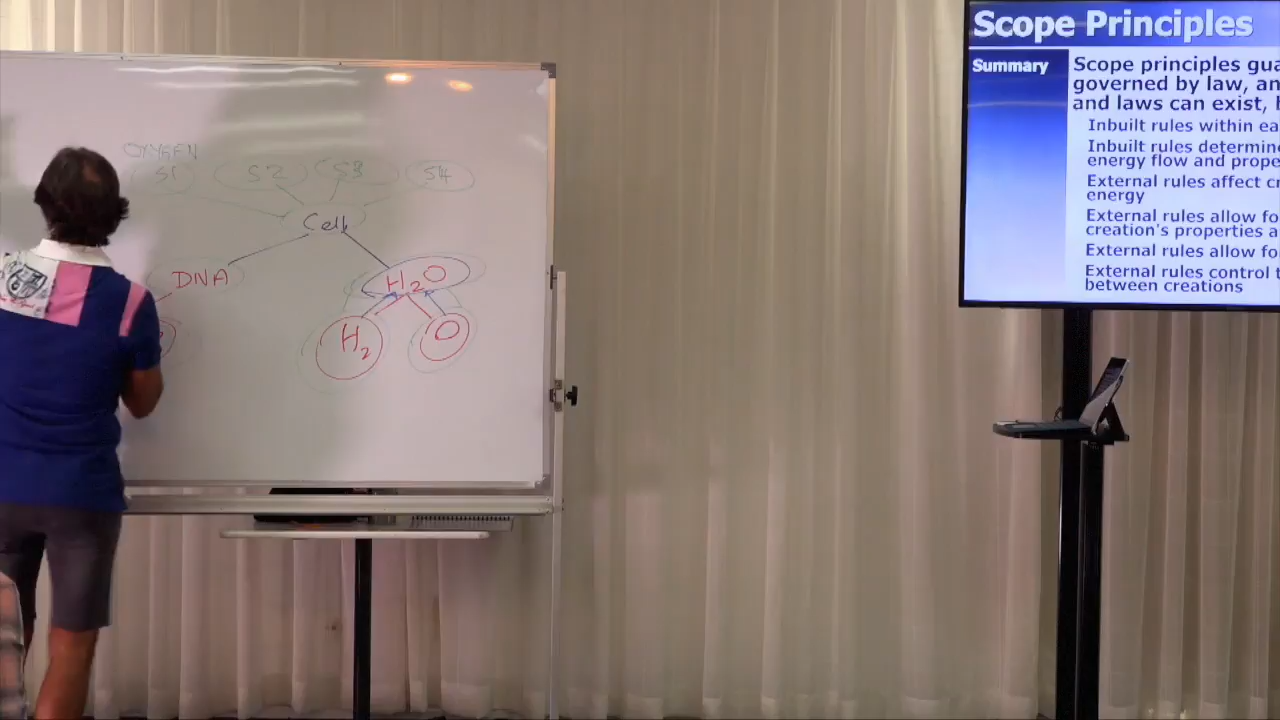 OXYGEN
S1 S2 S3 S4
Cell
DNA H2O
H2 O
Scope Principles
Summary
Scope principles gua
governed by law, an
and laws can exist,
Inbuilt rules within ea
Inbuilt rules determin
energy flow and prope
External rules affect cr
energy
External rules allow fo
creation's properties a
External rules allow fo
External rules control t
between creations